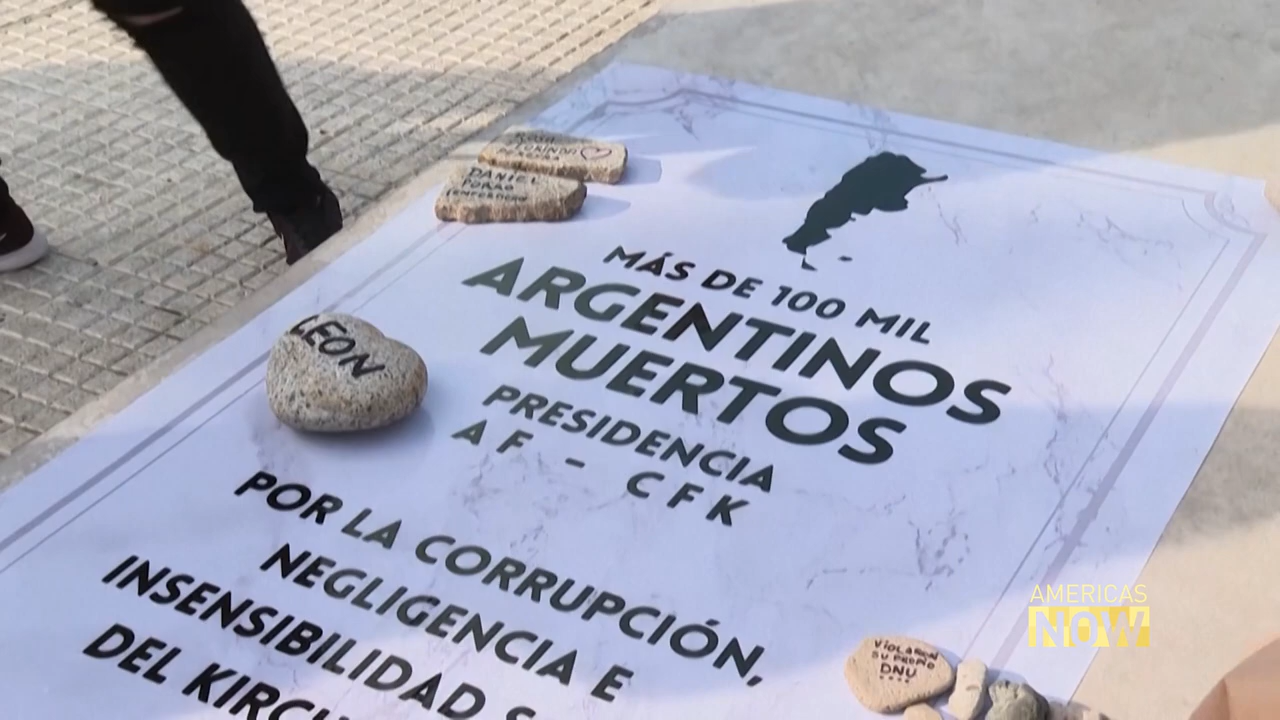 DANIEL
PORRO
LEON
MÁS DE 100 MIL
ARGENTINOS
MUERTOS
PRESIDENCIA
AF - CFK
POR LA CORRUPCIÓN,
NEGLIGENCIA E
INSENSIBILIDAD
DEL
VIOLARON
SU PROPIO
DNU
AMERICAS
NOW